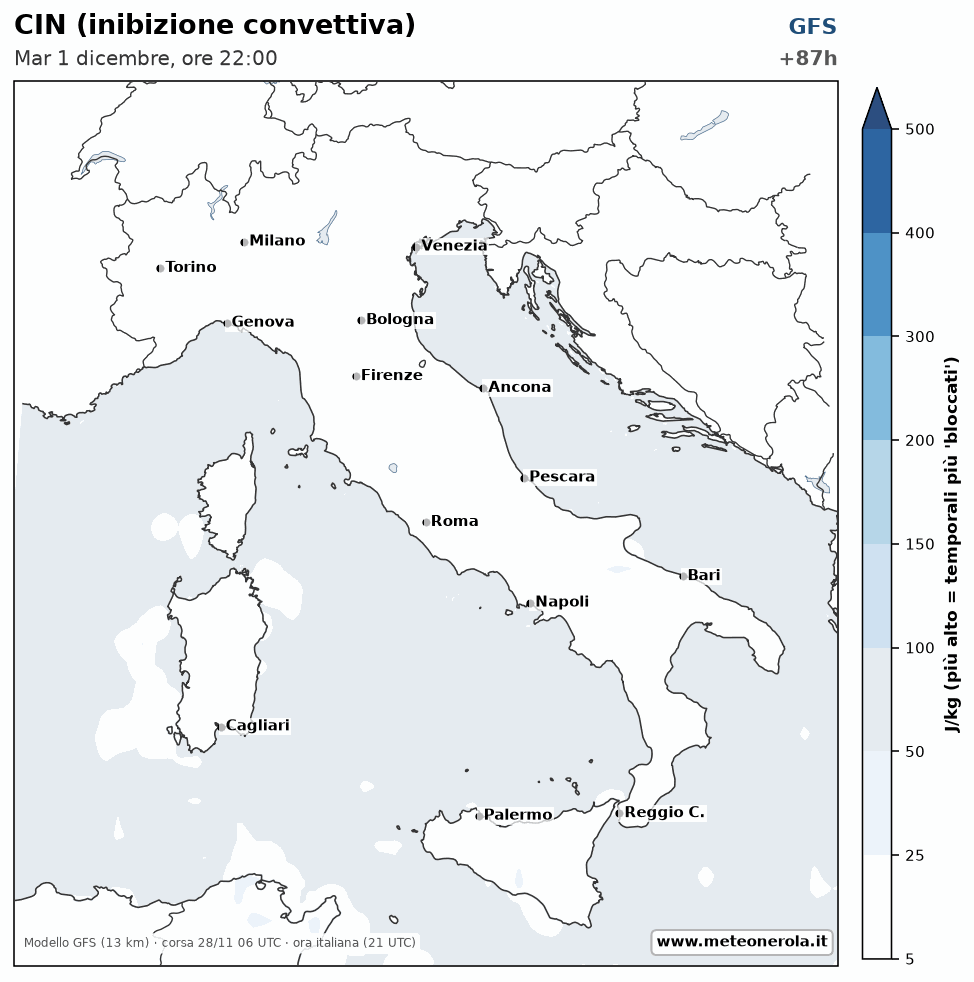 CIN (inibizione convettiva)
GFS
Mar 1 dicembre, ore 22:00
+87h
500
400
300
200
150
100
50
25
5
J/kg (più alto = temporali più 'bloccati')
Milano
Venezia
Torino
Genova
Bologna
Firenze
Ancona
Pescara
Roma
Bari
Napoli
Cagliari
Palermo
Reggio C.
Modello GFS (13 km) · corsa 28/11 06 UTC · ora italiana (21 UTC)
www.meteonerola.it